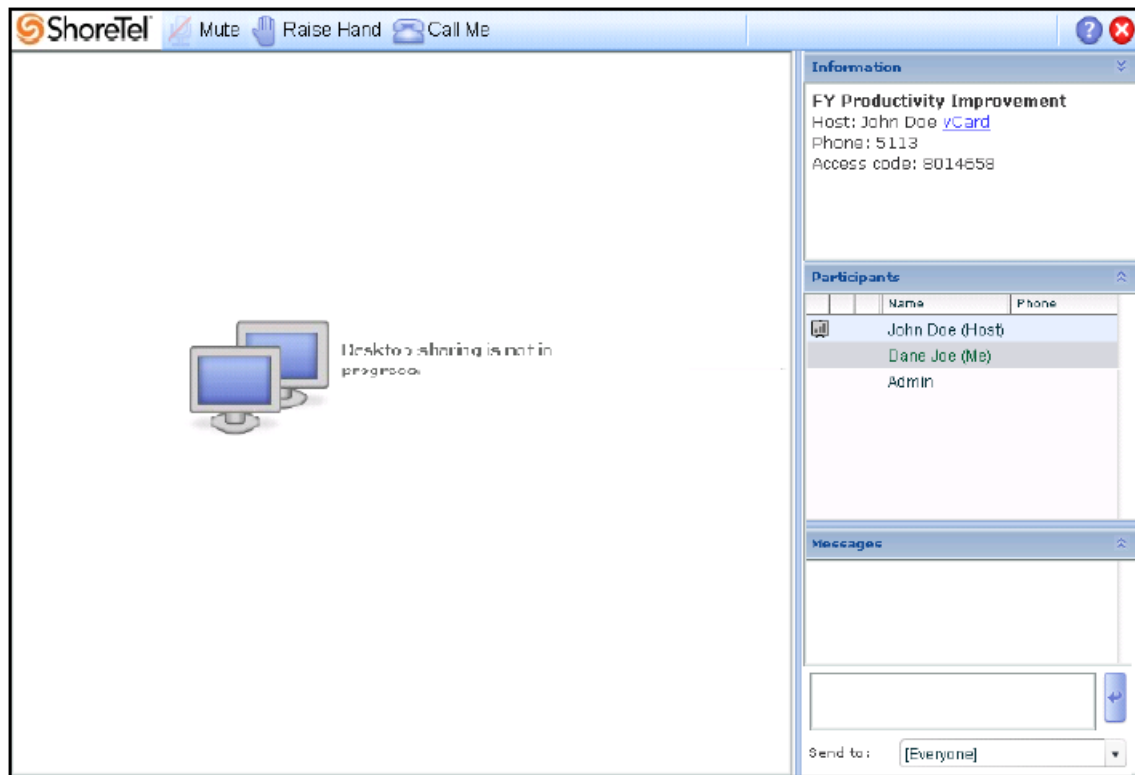 ShoreTel Mute Raise Hand Call Me
Desktop sharing is not in
progress.
Information
FY Productivity Improvement
Host: John Doe vCard
Phone: 5113
Access code: 8014658
Participants
Name Phone
John Doe (Host)
Dane Joe (Me)
Admin
Messages
Send to: [Everyone]